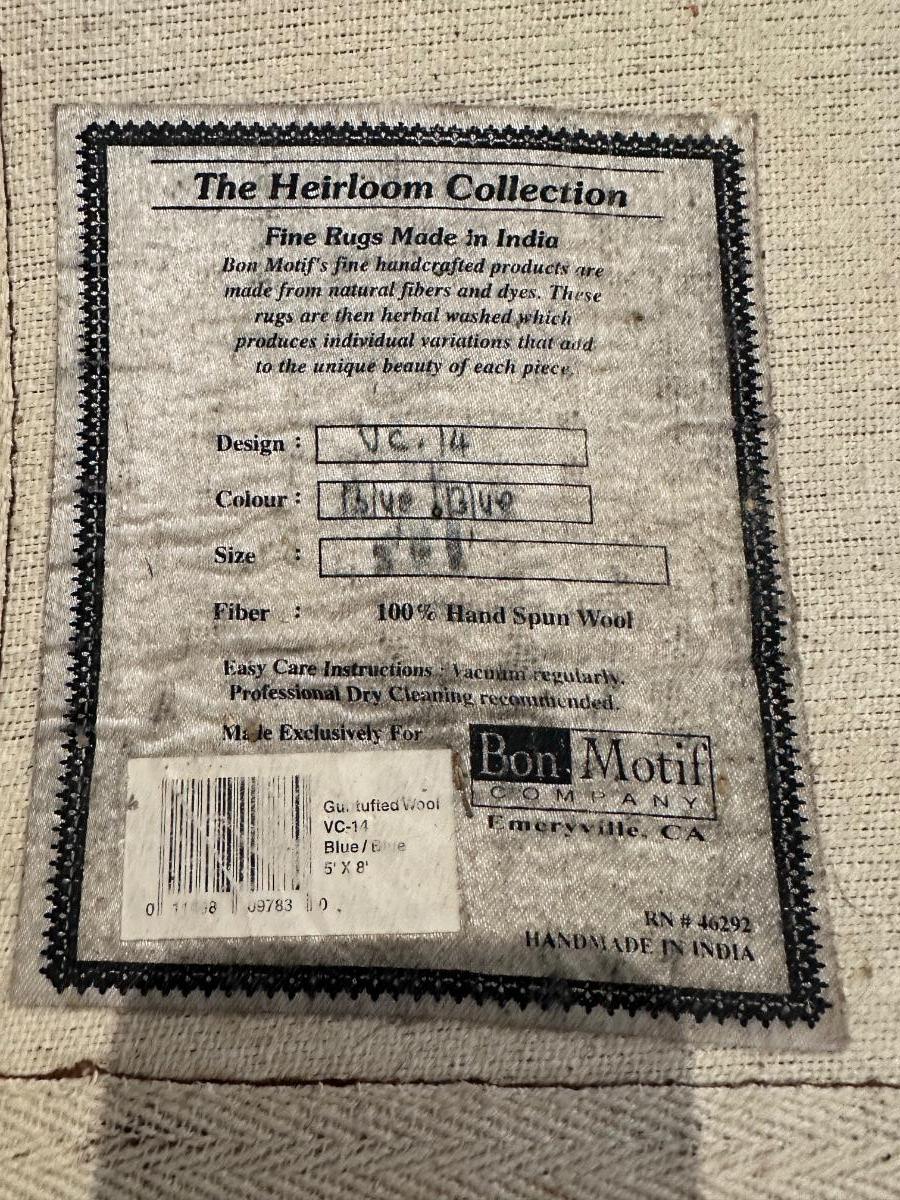 The Heirloom Collection
Fine Rugs Made in India
Bon Motif's fine handcrafted products are
made from natural fibers and dyes. These
rugs are then herbal washed which
produces individual variations that add
to the unique beauty of each piece.
Design : VC.14
Colour : Blue / Blue
Size :
Fiber : 100% Hand Spun Wool
Easy Care Instructions : Vacuum regularly.
Professional Dry Cleaning recommended.
Made Exclusively For
Bon Motif
COMPANY
Emeryville, CA
tufted Wool
VC-14
Blue / Blue
5' X 8'
0 09783 0
RN # 46292
HANDMADE IN INDIA